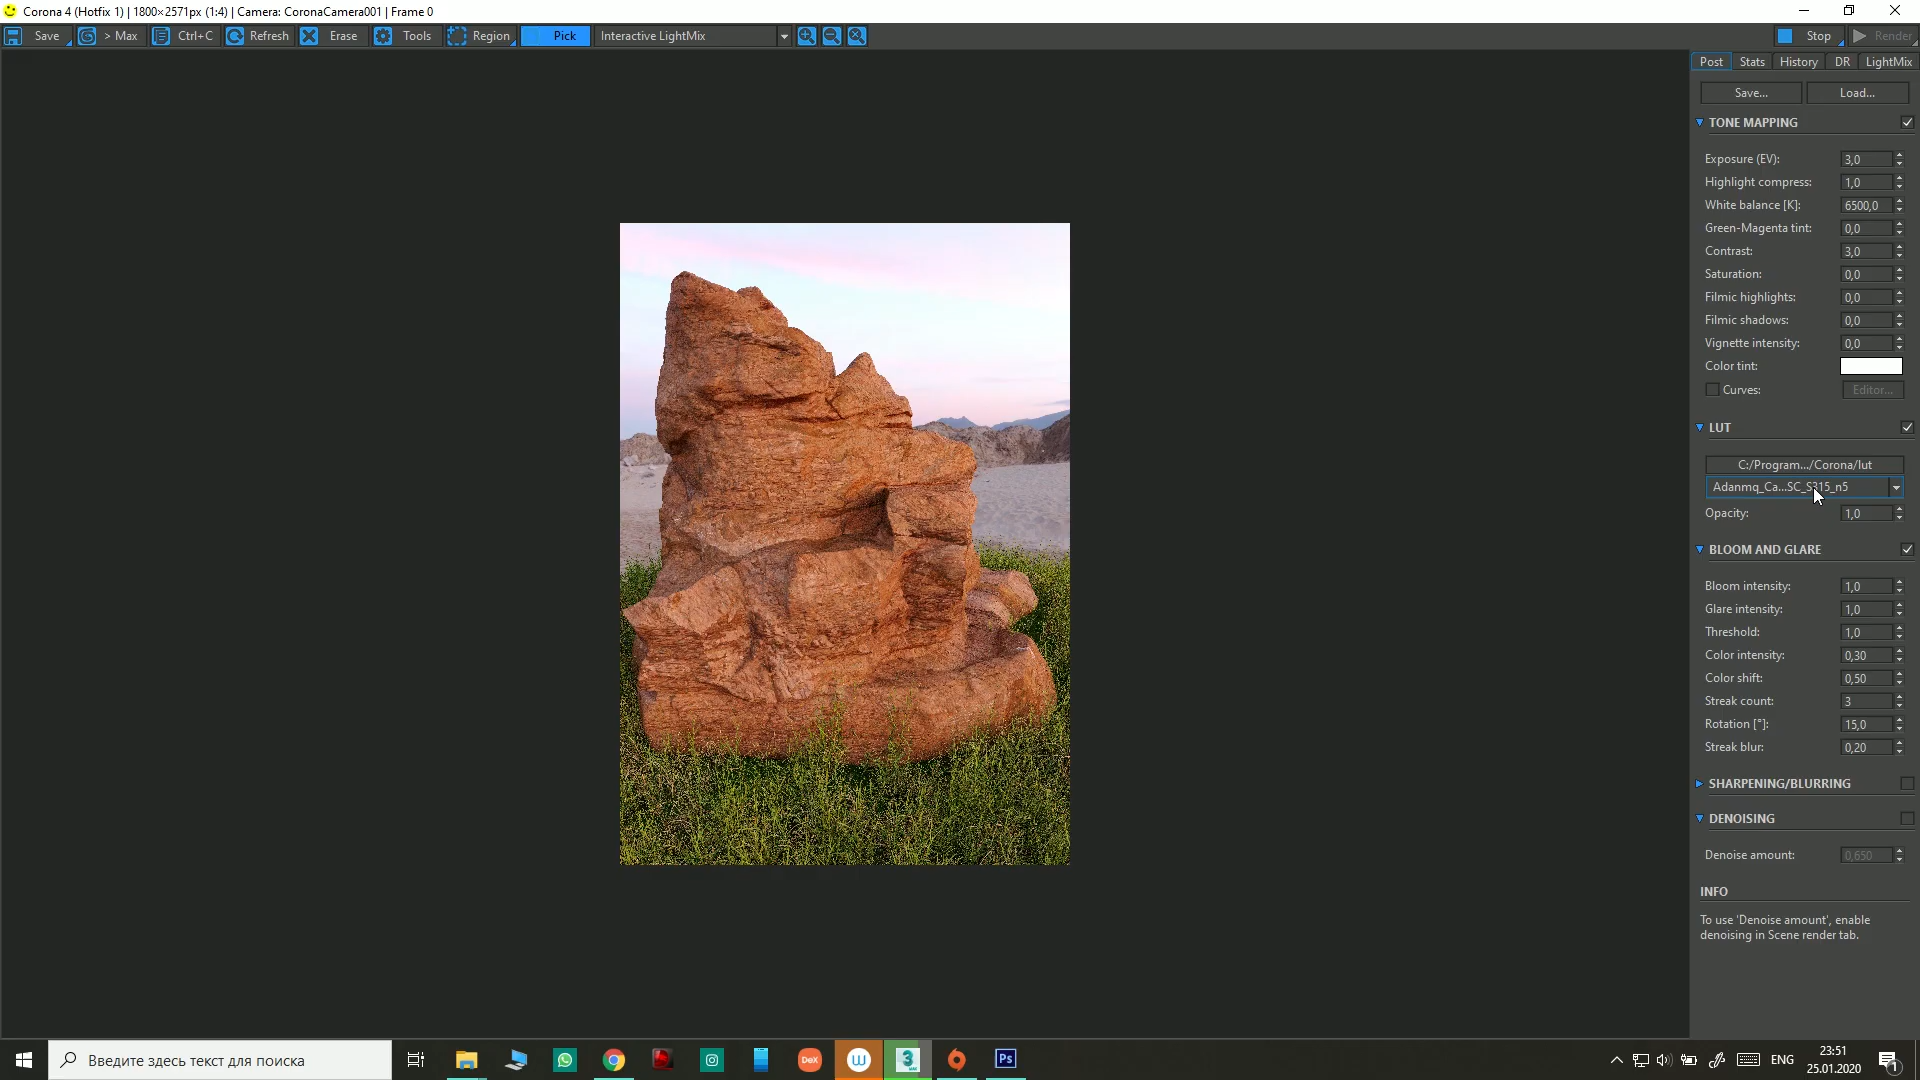 Corona 4 (Hotfix 1) | 1800×2571px (1:4) | Camera: CoronaCamera001 | Frame 0
Save > Max Ctrl+C Refresh Erase Tools Region Pick Interactive LightMix Stop Render
Post Stats History DR LightMix
Save... Load...
TONE MAPPING
Exposure (EV): 3,0
Highlight compress: 1,0
White balance [K]: 6500,0
Green-Magenta tint: 0,0
Contrast: 3,0
Saturation: 0,0
Filmic highlights: 0,0
Filmic shadows: 0,0
Vignette intensity: 0,0
Color tint:
Curves: Editor...
LUT
C:/Program.../Corona/lut
Adanmq_Ca...SC_S315_n5
Opacity: 1,0
BLOOM AND GLARE
Bloom intensity: 1,0
Glare intensity: 1,0
Threshold: 1,0
Color intensity: 0,30
Color shift: 0,50
Streak count: 3
Rotation [°]: 15,0
Streak blur: 0,20
SHARPENING/BLURRING
DENOISING
Denoise amount: 0,650
INFO
To use 'Denoise amount', enable
denoising in Scene render tab.
Введите здесь текст для поиска
DeX
W
3
Ps
ENG
23:51
25.01.2020
1